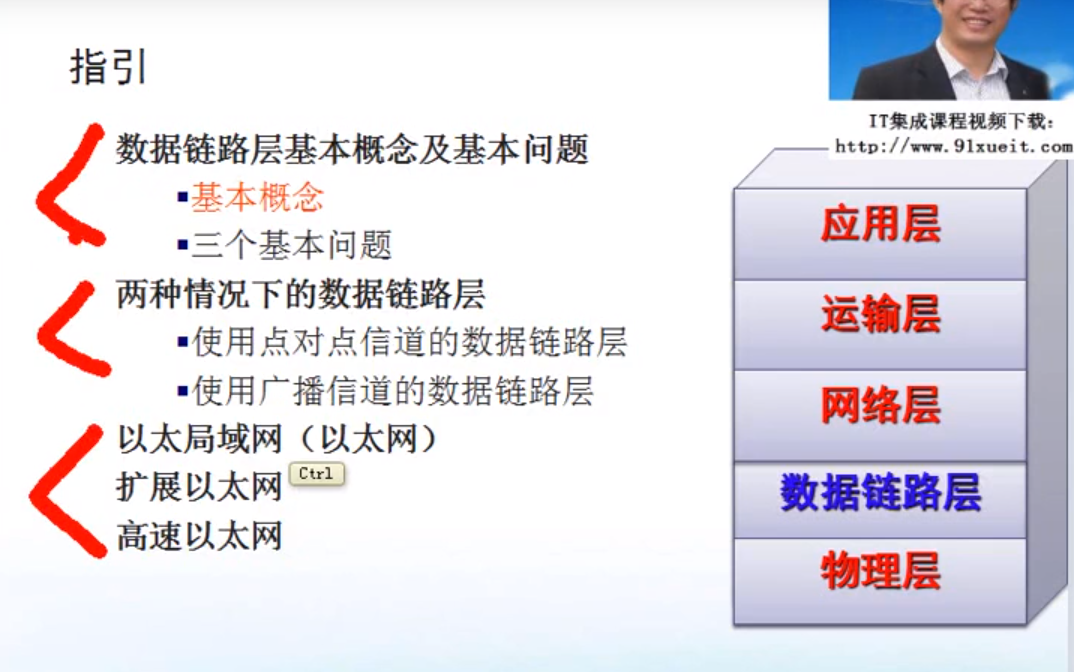 指引
数据链路层基本概念及基本问题
基本概念
三个基本问题
两种情况下的数据链路层
使用点对点信道的数据链路层
使用广播信道的数据链路层
以太局域网（以太网）
扩展以太网
Ctrl
高速以太网
IT集成课程视频下载:
http://www.91xueit.com
应用层
运输层
网络层
数据链路层
物理层